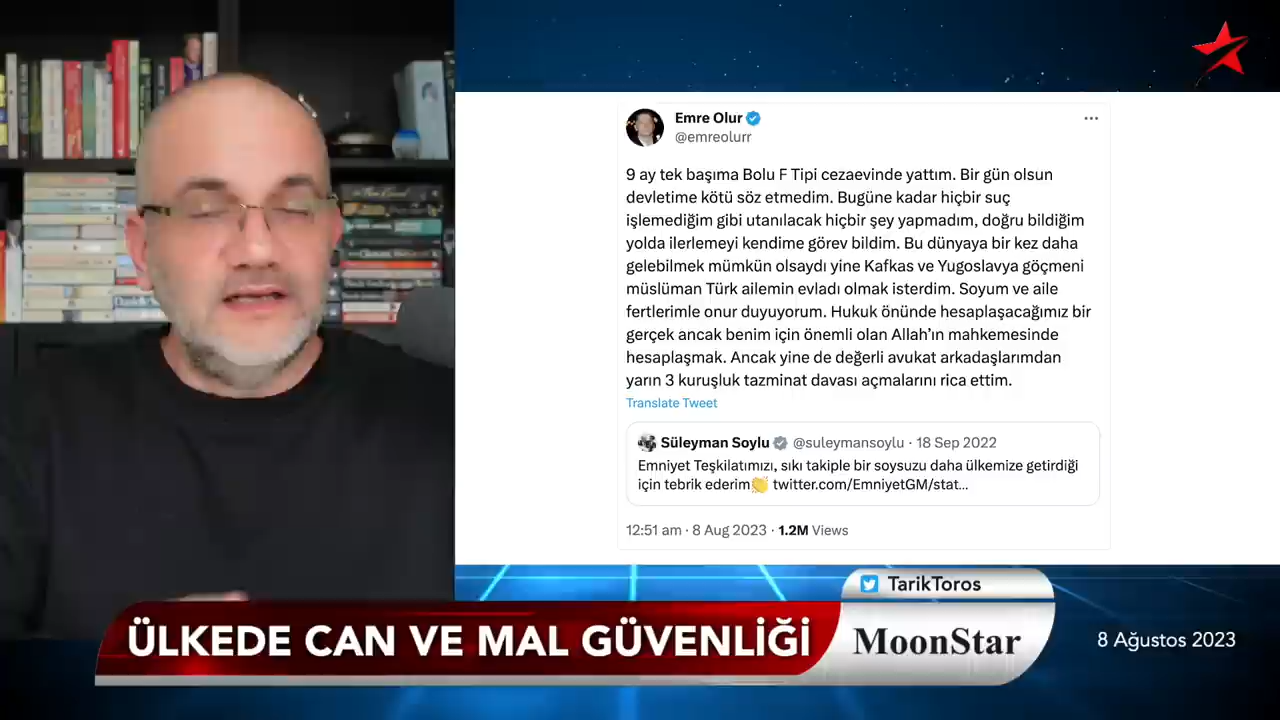 Emre Olur
@emreolurr
9 ay tek başıma Bolu F Tipi cezaevinde yattım. Bir gün olsun
devletime kötü söz etmedim. Bugüne kadar hiçbir suç
işlemediğim gibi utanılacak hiçbir şey yapmadım, doğru bildiğim
yolda ilerlemeyi kendime görev bildim. Bu dünyaya bir kez daha
gelebilmek mümkün olsaydı yine Kafkas ve Yugoslavya göçmeni
müslüman Türk ailemin evladı olmak isterdim. Soyum ve aile
fertlerimle onur duyuyorum. Hukuk önünde hesaplaşacağımız bir
gerçek ancak benim için önemli olan Allah'ın mahkemesinde
hesaplaşmak. Ancak yine de değerli avukat arkadaşlarımdan
yarın 3 kuruşluk tazminat davası açmalarını rica ettim.
Translate Tweet
Süleyman Soylu @suleymansoylu · 18 Sep 2022
Emniyet Teşkilatımızı, sıkı takiple bir soysuzu daha ülkemize getirdiği
için tebrik ederim👏 twitter.com/EmniyetGM/stat...
12:51 am · 8 Aug 2023 · 1.2M Views
TarikToros
ÜLKEDE CAN VE MAL GÜVENLİĞİ
MoonStar
8 Ağustos 2023